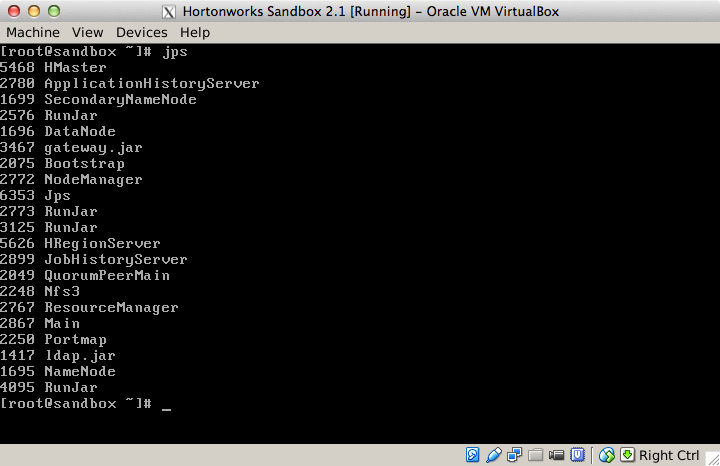 Hortonworks Sandbox 2.1 [Running] – Oracle VM VirtualBox
Machine View Devices Help
[root@sandbox ~]# jps
5468 HMaster
2780 ApplicationHistoryServer
1699 SecondaryNameNode
2576 RunJar
1696 DataNode
3467 gateway.jar
2075 Bootstrap
2772 NodeManager
6353 Jps
2773 RunJar
3125 RunJar
5626 HRegionServer
2899 JobHistoryServer
2049 QuorumPeerMain
2248 Nfs3
2767 ResourceManager
2867 Main
2250 Portmap
1417 ldap.jar
1695 NameNode
4095 RunJar
[root@sandbox ~]# _
Right Ctrl